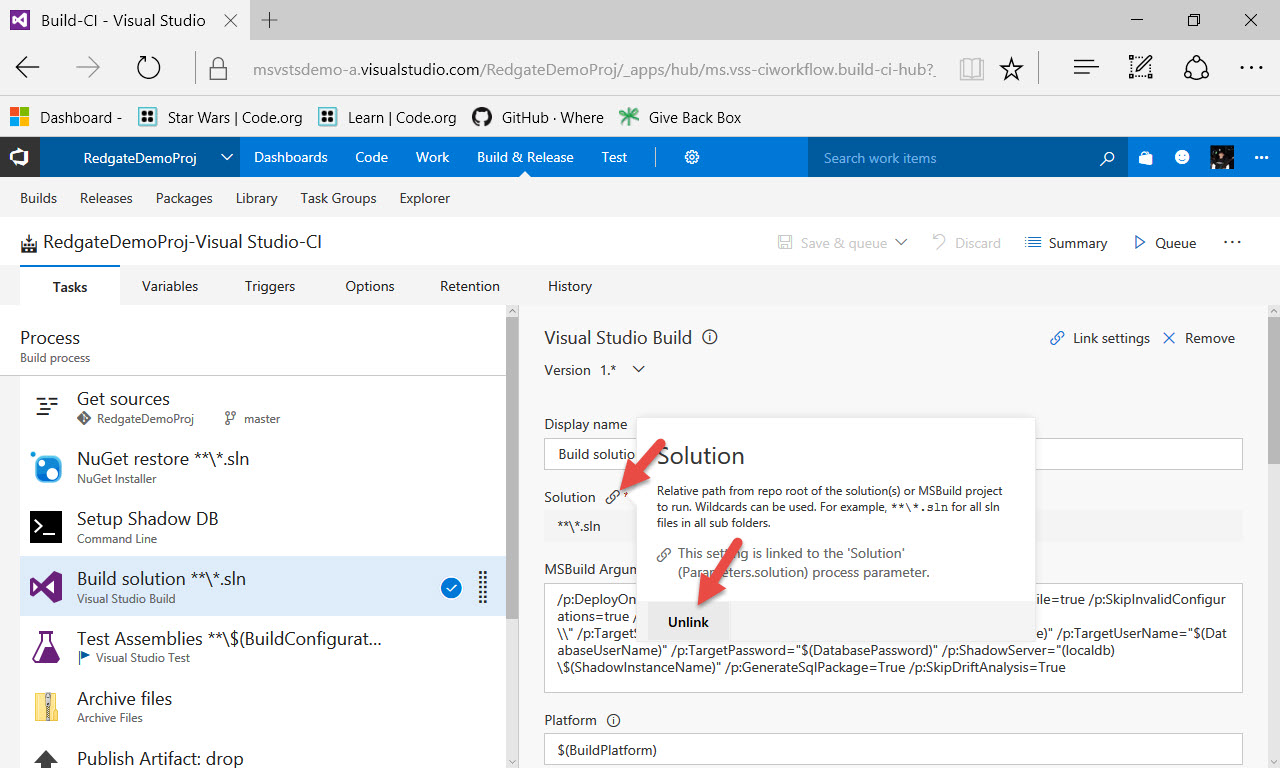 Build-CI - Visual Studio
msvstsdemo-a.visualstudio.com/RedgateDemoProj/_apps/hub/ms.vss-ciworkflow.build-ci-hub?_
Dashboard -
Star Wars | Code.org
Learn | Code.org
GitHub · Where
Give Back Box
RedgateDemoProj
Dashboards
Code
Work
Build & Release
Test
Search work items
Builds
Releases
Packages
Library
Task Groups
Explorer
RedgateDemoProj-Visual Studio-CI
Save & queue
Discard
Summary
Queue
...
Tasks
Variables
Triggers
Options
Retention
History
Process
Build process
Get sources
RedgateDemoProj
master
NuGet restore **\*.sln
NuGet Installer
Setup Shadow DB
Command Line
Build solution **\*.sln
Visual Studio Build
Test Assemblies **\$(BuildConfigurat...
Visual Studio Test
Archive files
Archive Files
Publish Artifact: drop
Visual Studio Build
Link settings
Remove
Version 1.*
Display name
Build solutio
Solution
**\*.sln
Solution
Relative path from repo root of the solution(s) or MSBuild project
to run. Wildcards can be used. For example, **\*.sln for all sln
files in all sub folders.
This setting is linked to the 'Solution'
(Parameters.solution) process parameter.
Unlink
MSBuild Argum
/p:DeployOn
ile=true /p:SkipInvalidConfigur
ations=true /
\\" /p:TargetS
e)" /p:TargetUserName="$(Dat
abaseUserName)" /p:TargetPassword="$(DatabasePassword)" /p:ShadowServer="(localdb)
\$(ShadowInstanceName)" /p:GenerateSqlPackage=True /p:SkipDriftAnalysis=True
Platform
$(BuildPlatform)